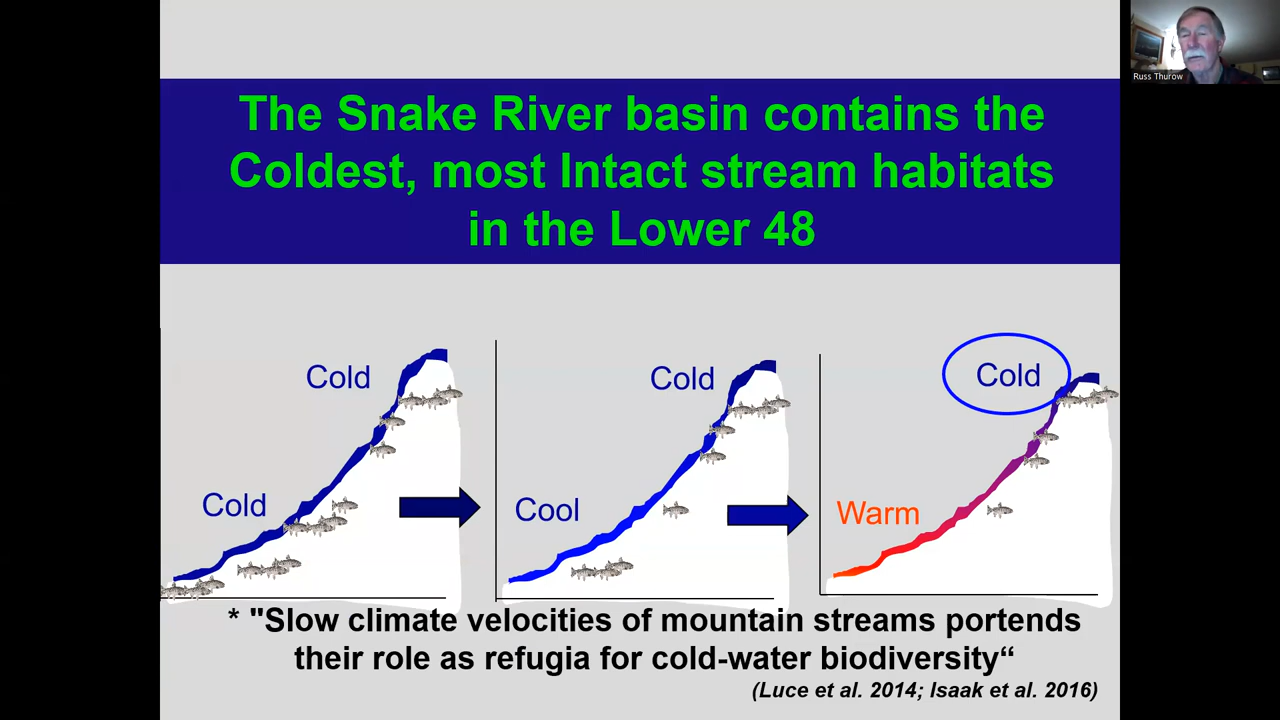 The Snake River basin contains the
Coldest, most Intact stream habitats
in the Lower 48
Russ Thurow
Cold
Cold
Cold
Cool
Cold
Warm
* "Slow climate velocities of mountain streams portends
their role as refugia for cold-water biodiversity“
(Luce et al. 2014; Isaak et al. 2016)